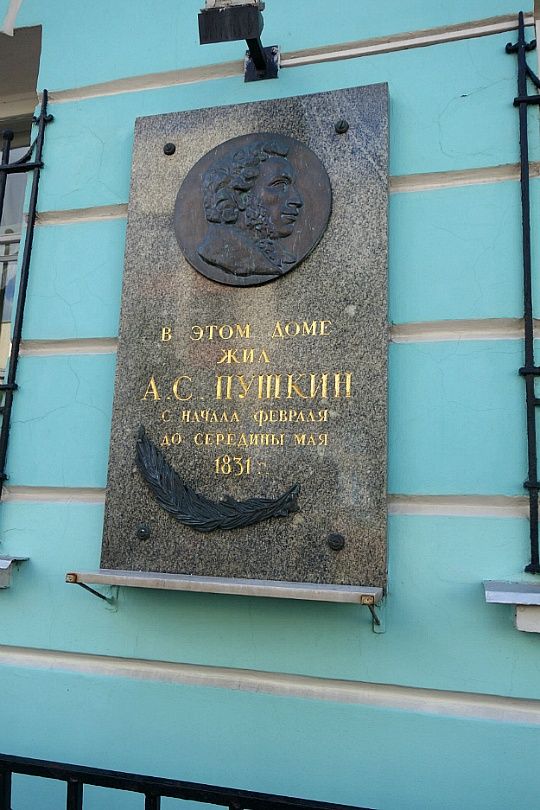 В ЭТОМ ДОМЕ
ЖИЛ
А.С. ПУШКИН
С НАЧАЛА ФЕВРАЛЯ
ДО СЕРЕДИНЫ МАЯ
1831 г.